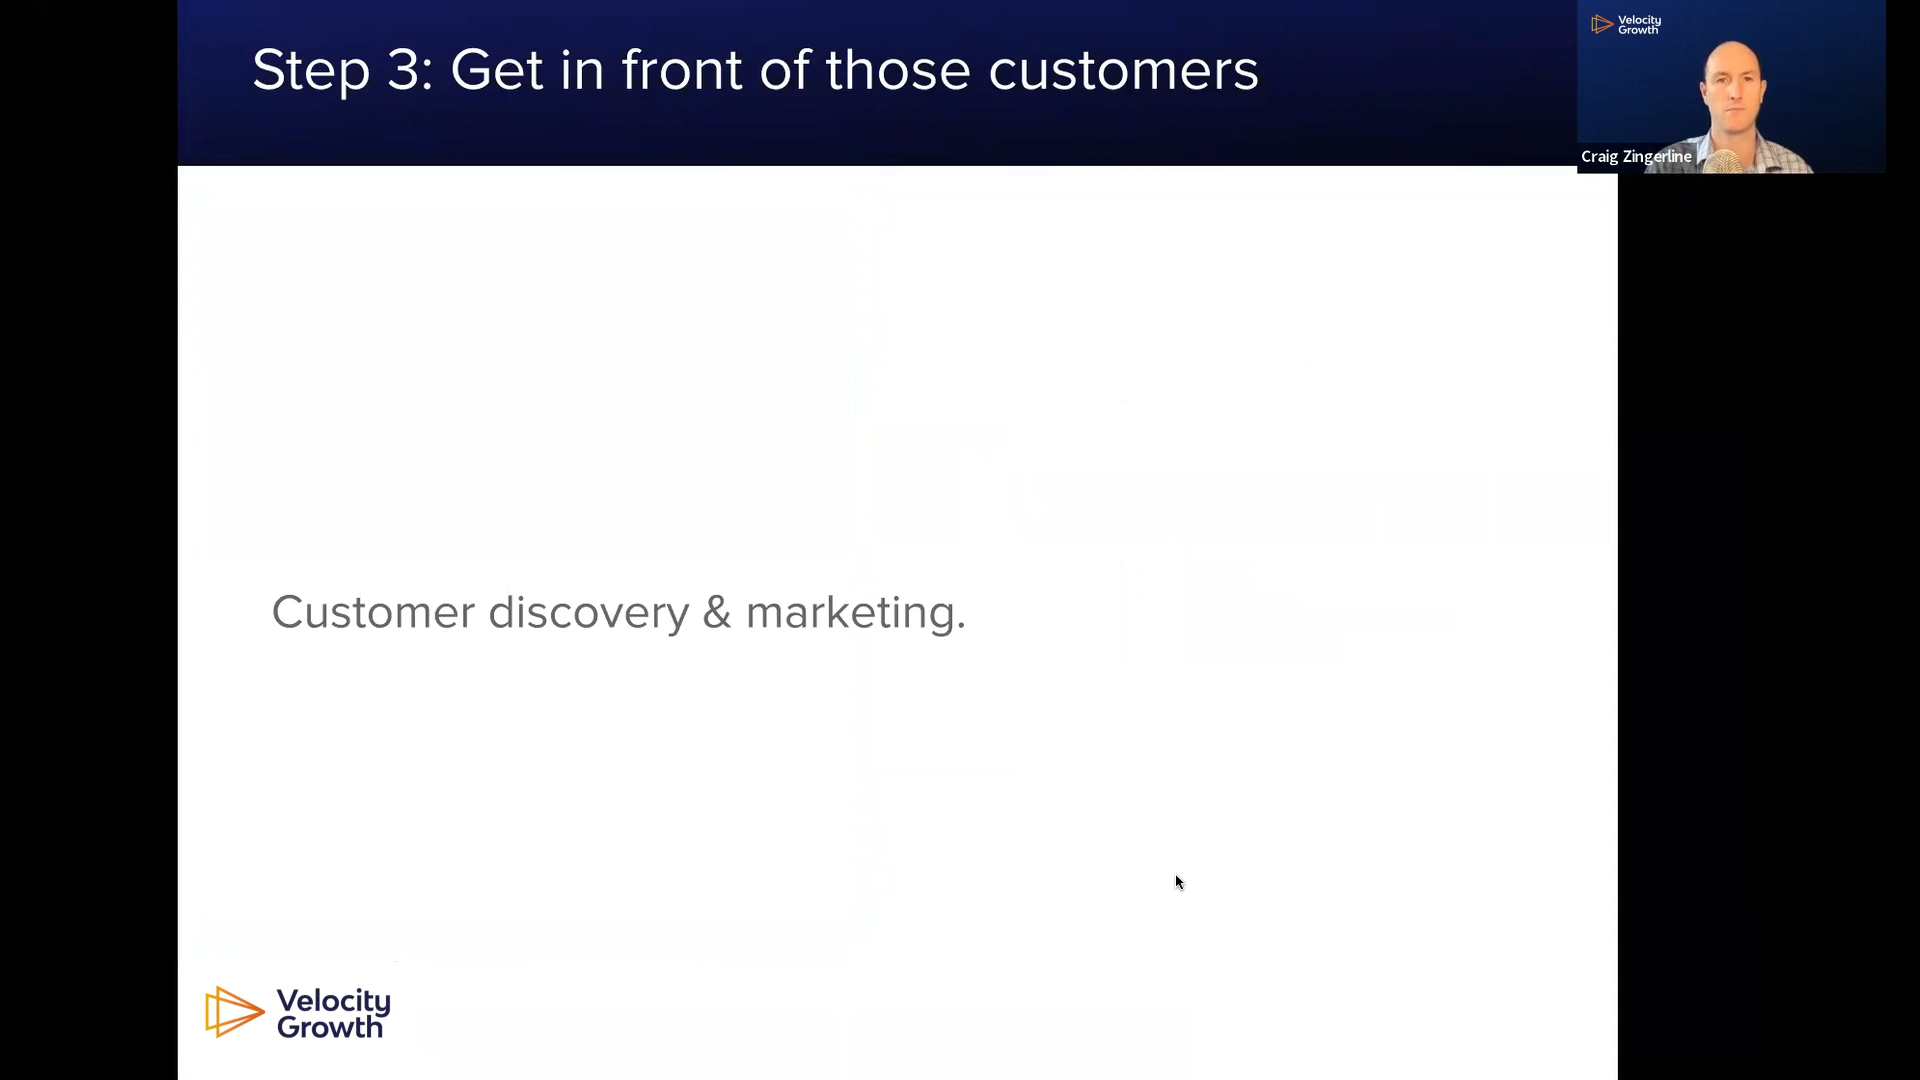 Step 3: Get in front of those customers
Velocity
Growth
Craig Zingerline
Customer discovery & marketing.
Velocity
Growth